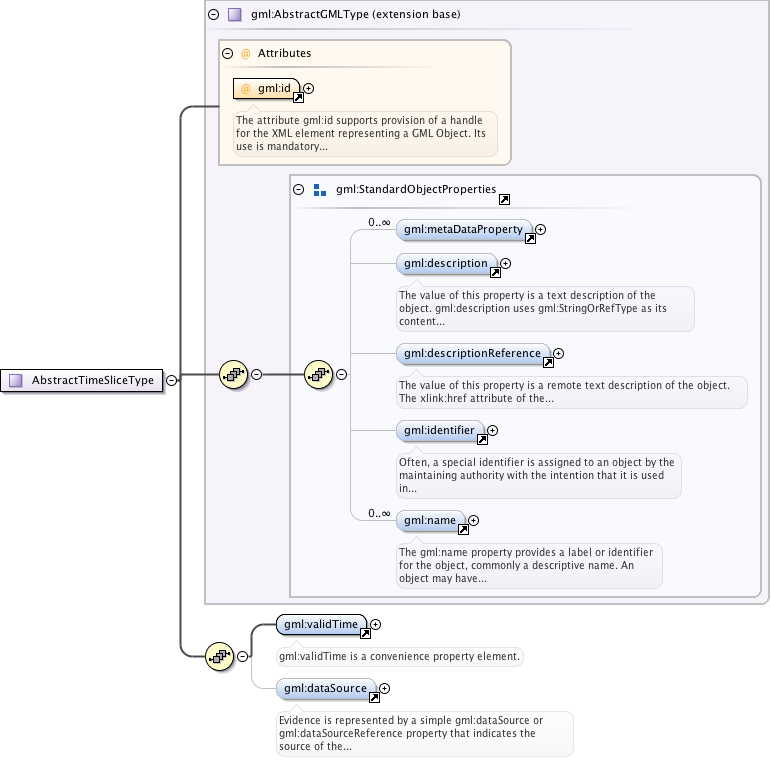 gml:AbstractGMLType (extension base)
@ Attributes
@ gml:id
The attribute gml:id supports provision of a handle
for the XML element representing a GML Object. Its
use is mandatory...
gml:StandardObjectProperties
0..∞
gml:metaDataProperty
gml:description
The value of this property is a text description of the
object. gml:description uses gml:StringOrRefType as its
content...
gml:descriptionReference
The value of this property is a remote text description of the object.
The xlink:href attribute of the...
AbstractTimeSliceType
gml:identifier
Often, a special identifier is assigned to an object by the
maintaining authority with the intention that it is used
in...
0..∞
gml:name
The gml:name property provides a label or identifier
for the object, commonly a descriptive name. An
object may have...
gml:validTime
gml:validTime is a convenience property element.
gml:dataSource
Evidence is represented by a simple gml:dataSource or
gml:dataSourceReference property that indicates the
source of the...